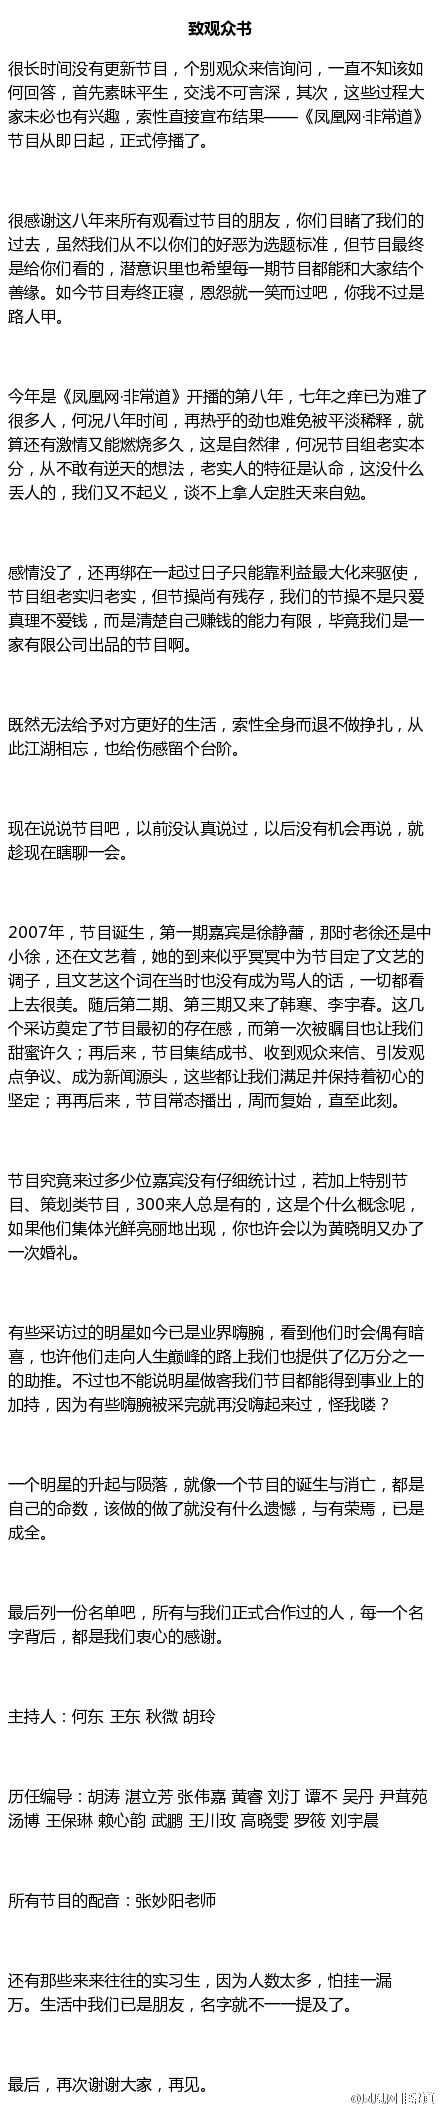 致观众书
很长时间没有更新节目，个别观众来信询问，一直不知该如
何回答，首先素昧平生，交浅不可言深，其次，这些过程大
家未必也有兴趣，索性直接宣布结果——《凤凰网·非常道》
节目从即日起，正式停播了。
很感谢这八年来所有观看过节目的朋友，你们目睹了我们的
过去，虽然我们从不以你们的好恶为选题标准，但节目最终
是给你们看的，潜意识里也希望每一期节目都能和大家结个
善缘。如今节目寿终正寝，恩怨就一笑而过吧，你我不过是
路人甲。
今年是《凤凰网·非常道》开播的第八年，七年之痒已为难了
很多人，何况八年时间，再热乎的劲也难免被平淡稀释，就
算还有激情又能燃烧多久，这是自然律，何况节目组老实本
分，从不敢有逆天的想法，老实人的特征是认命，这没什么
丢人的，我们又不起义，谈不上拿人定胜天来自勉。
感情没了，还再绑在一起过日子只能靠利益最大化来驱使，
节目组老实归老实，但节操尚有残存，我们的节操不是只爱
真理不爱钱，而是清楚自己赚钱的能力有限，毕竟我们是一
家有限公司出品的节目啊。
既然无法给予对方更好的生活，索性全身而退不做挣扎，从
此江湖相忘，也给伤感留个台阶。
现在说说节目吧，以前没认真说过，以后没有机会再说，就
趁现在瞎聊一会。
2007年，节目诞生，第一期嘉宾是徐静蕾，那时老徐还是中
小徐，还在文艺着，她的到来似乎冥冥中为节目定了文艺的
调子，且文艺这个词在当时也没有成为骂人的话，一切都看
上去很美。随后第二期、第三期又来了韩寒、李宇春。这几
个采访奠定了节目最初的存在感，而第一次被瞩目也让我们
甜蜜许久；再后来，节目集结成书、收到观众来信、引发观
点争议、成为新闻源头，这些都让我们满足并保持着初心的
坚定；再再后来，节目常态播出，周而复始，直至此刻。
节目究竟来过多少位嘉宾没有仔细统计过，若加上特别节
目、策划类节目，300来人总是有的，这是个什么概念呢，
如果他们集体光鲜亮丽地出现，你也许会以为黄晓明又办了
一次婚礼。
有些采访过的明星如今已是业界嗨腕，看到他们时会偶有暗
喜，也许他们走向人生巅峰的路上我们也提供了亿万分之一
的助推。不过也不能说明星做客我们节目都能得到事业上的
加持，因为有些嗨腕被采完就再没嗨起来过，怪我喽？
一个明星的升起与陨落，就像一个节目的诞生与消亡，都是
自己的命数，该做的做了就没有什么遗憾，与有荣焉，已是
成全。
最后列一份名单吧，所有与我们正式合作过的人，每一个名
字背后，都是我们衷心的感谢。
主持人：何东 王东 秋微 胡玲
历任编导：胡涛 湛立芳 张伟嘉 黄睿 刘汀 谭不 吴丹 尹茸苑
汤博 王保琳 赖心韵 武鹏 王川玫 高晓雯 罗筱 刘宇晨
所有节目的配音：张妙阳老师
还有那些来来往往的实习生，因为人数太多，怕挂一漏
万。生活中我们已是朋友，名字就不一一提及了。
最后，再次谢谢大家，再见。
@凤凰网非常道